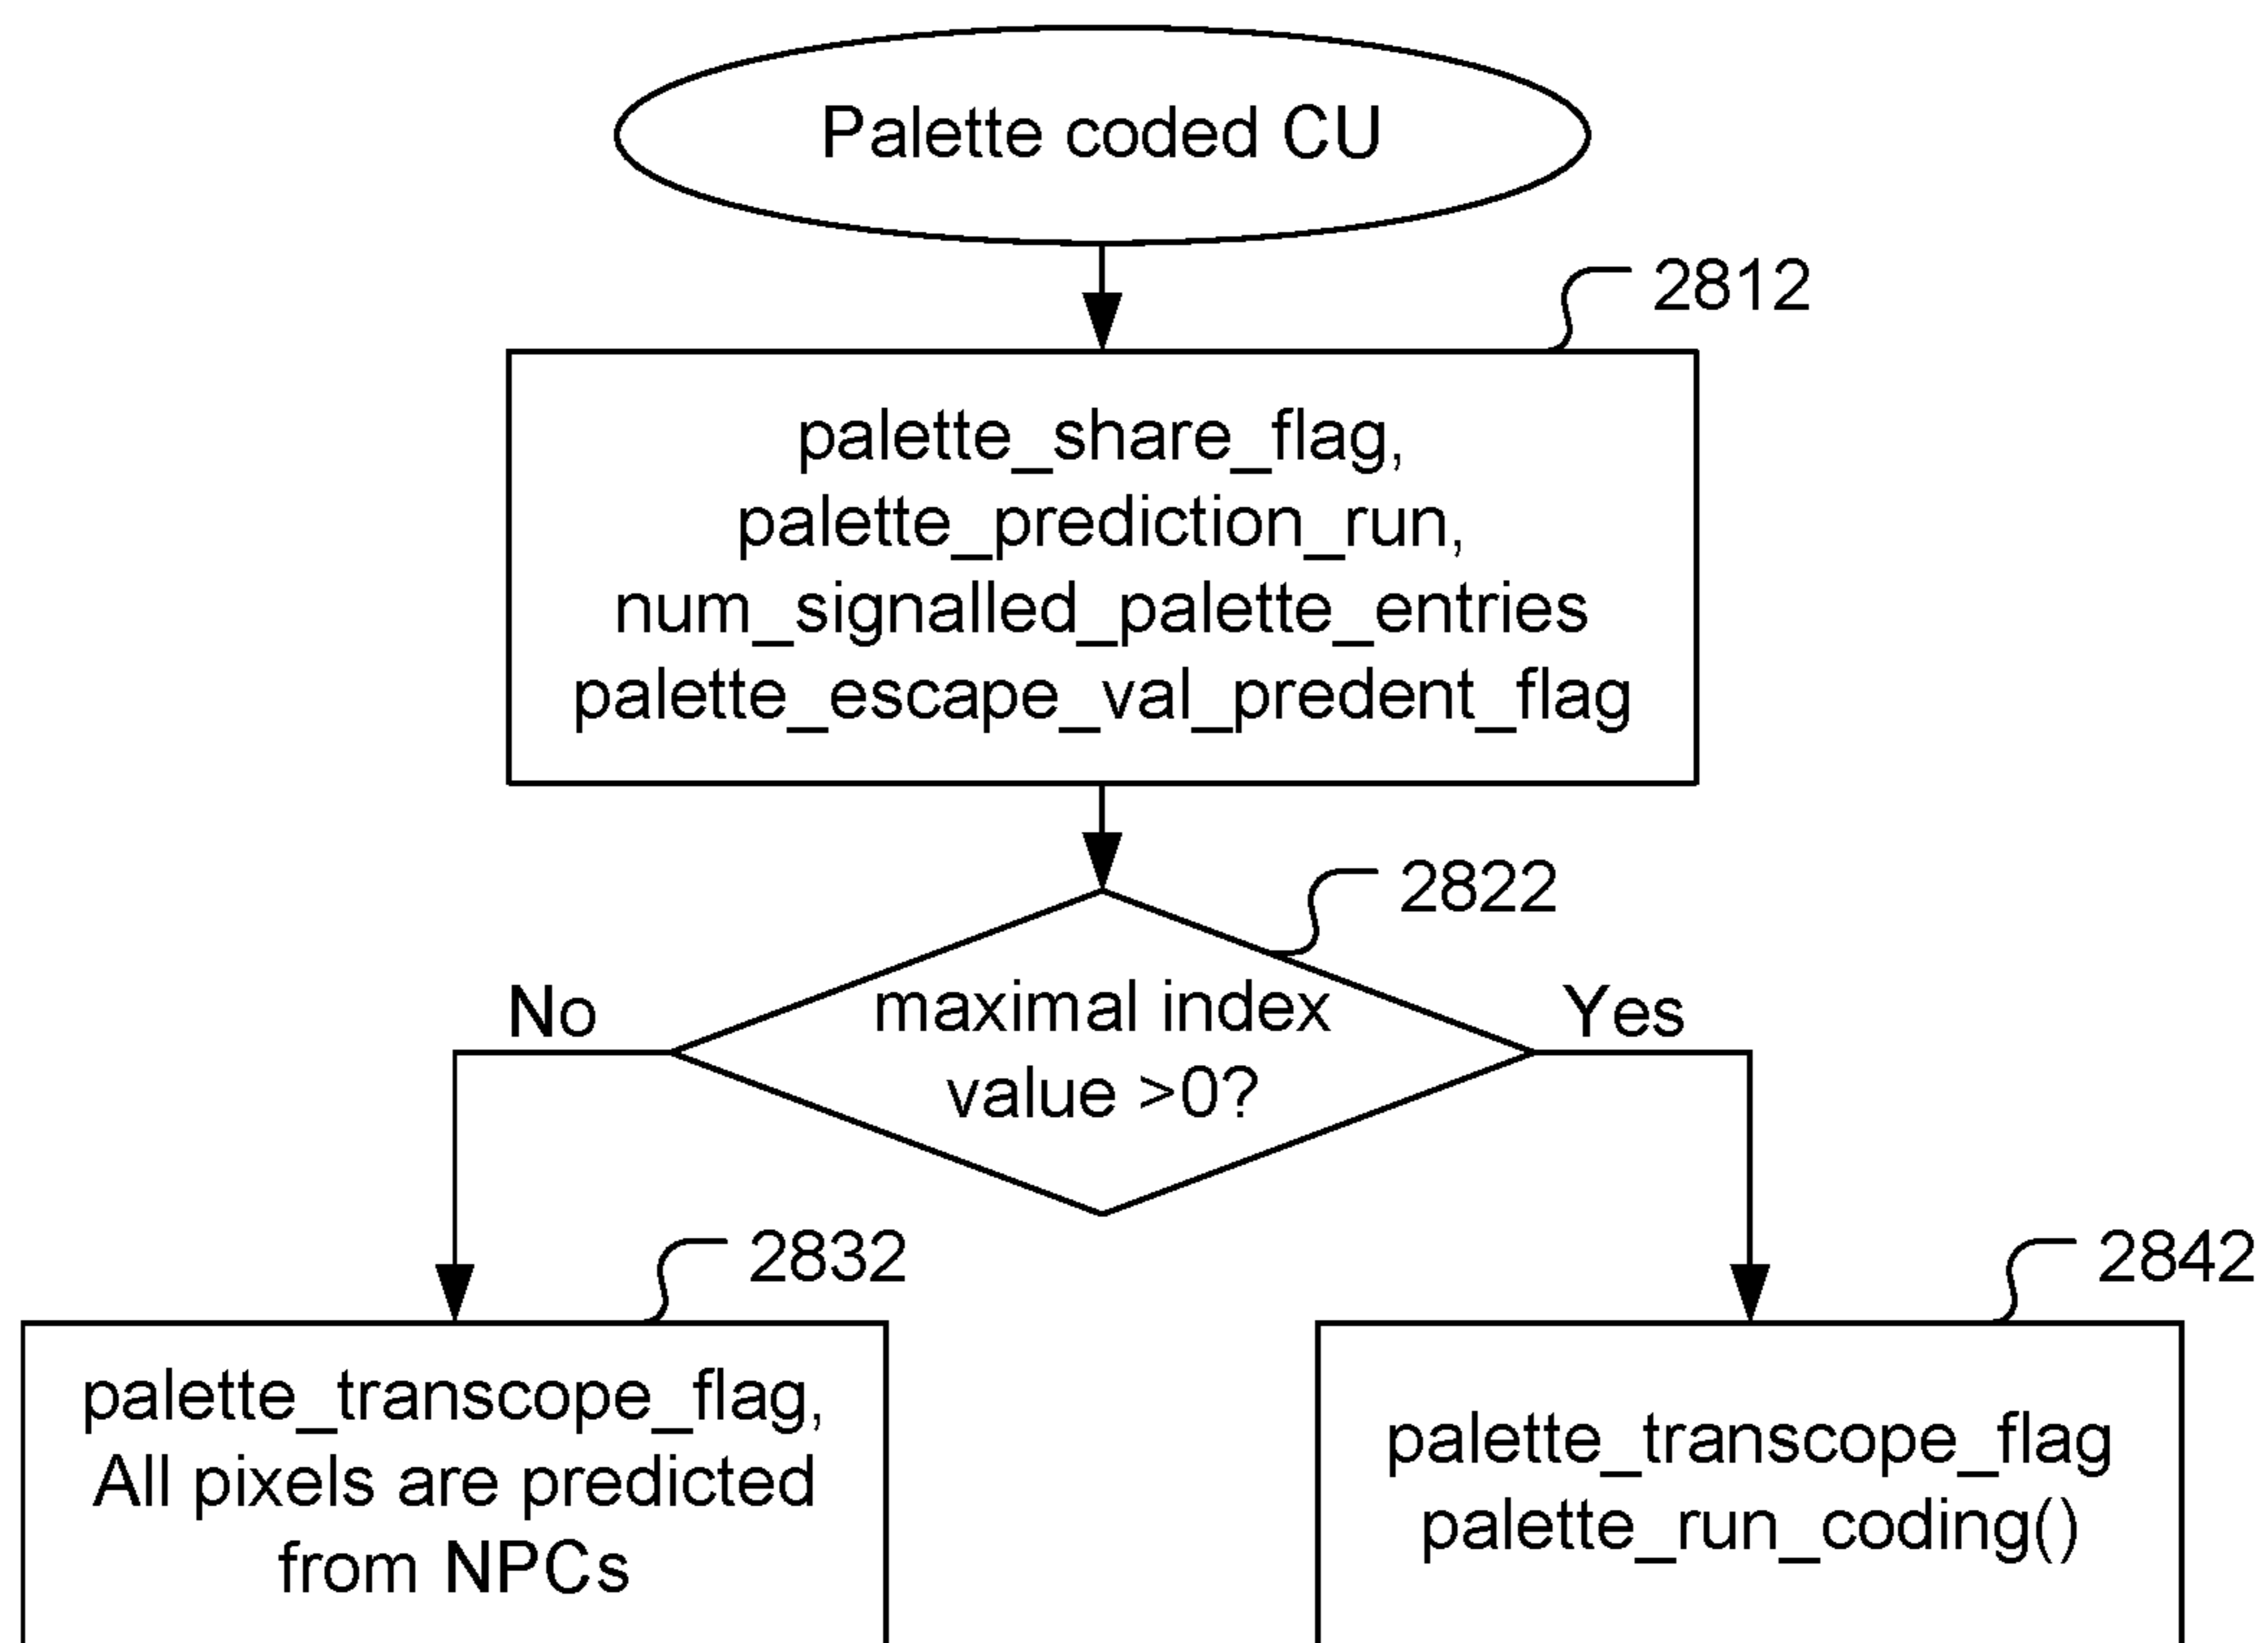 Palette coded CU
2812
palette_share_flag,
palette_prediction_run,
num_signalled_palette_entries
palette_escape_val_predent_flag
2822
maximal index
value >0?
No
Yes
2832
2842
palette_transcope_flag,
All pixels are predicted
from NPCs
palette_transcope_flag
palette_run_coding()